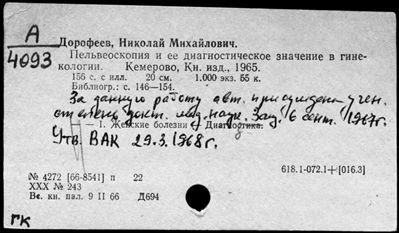 А
4093
Дорофеев, Николай Михайлович.
Пельвеоскопия и ее диагностическое значение в гине-
кологии. Кемерово, Кн. изд., 1965.
156 с. с илл. 20 см. 1.000 экз. 55 к.
Библиогр.: с. 146—154.
За данную работу авт. присуждена учен.
степень докт. мед. наук. Защ. 16 сент. 1967г.
— 1. Женские болезни — Диагностика.
Утв. ВАК 29.3.1968г.
618.1-072.1+[016.3]
№ 4272 [66-8541] п 22
XXX № 243
Вс. кн. пал. 9 II 66 Д694
гк